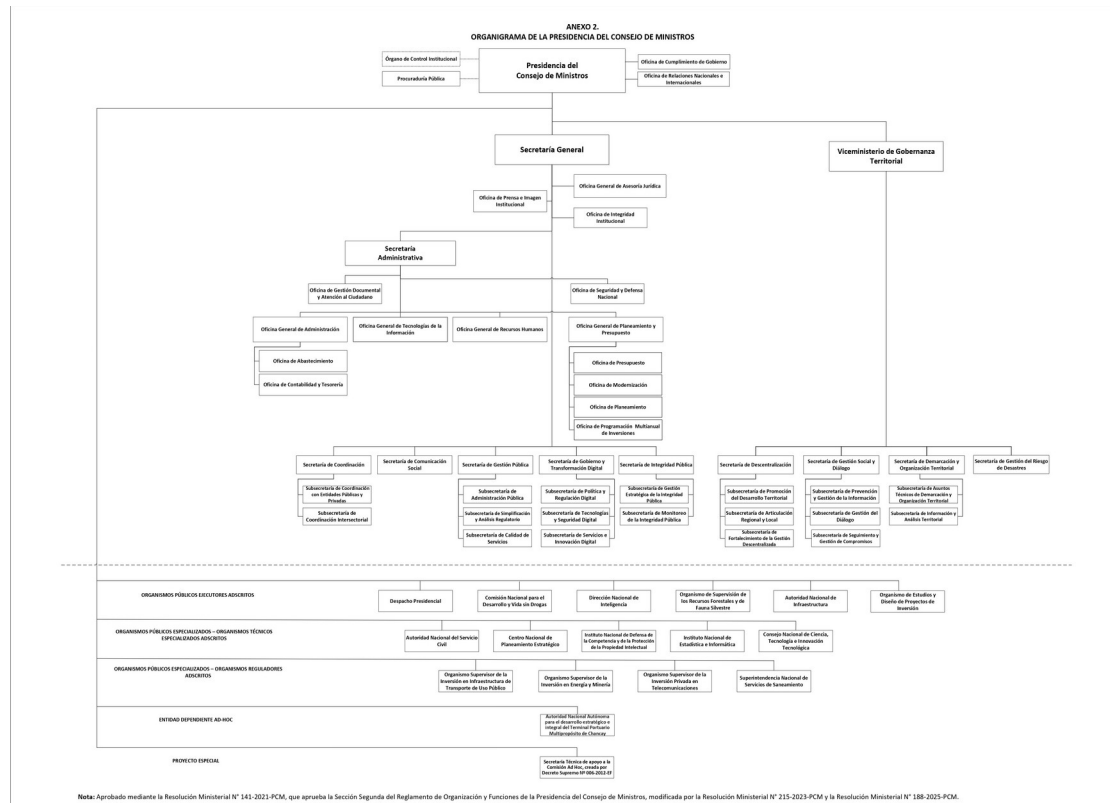 ANEXO 2.
ORGANIGRAMA DE LA PRESIDENCIA DEL CONSEJO DE MINISTROS
Órgano de Control Institucional
Procuraduría Pública
Presidencia del
Consejo de Ministros
Oficina de Cumplimiento de Gobierno
Oficina de Relaciones Nacionales e
Internacionales
Secretaría General
Viceministerio de Gobernanza
Territorial
Oficina General de Asesoría Jurídica
Oficina de Prensa e Imagen
Institucional
Oficina de Integridad
Institucional
Secretaría
Administrativa
Oficina de Gestión Documental
y Atención al Ciudadano
Oficina de Seguridad y Defensa
Nacional
Oficina General de Administración
Oficina General de Tecnologías de la
Información
Oficina General de Recursos Humanos
Oficina General de Planeamiento y
Presupuesto
Oficina de Abastecimiento
Oficina de Contabilidad y Tesorería
Oficina de Presupuesto
Oficina de Modernización
Oficina de Planeamiento
Oficina de Programación Multianual
de Inversiones
Secretaría de Coordinación
Secretaría de Comunicación
Social
Secretaría de Gestión Pública
Secretaría de Gobierno y
Transformación Digital
Secretaría de Integridad Pública
Secretaría de Descentralización
Secretaría de Gestión Social y
Diálogo
Secretaría de Demarcación y
Organización Territorial
Secretaría de Gestión del Riesgo
de Desastres
Subsecretaría de Coordinación
con Entidades Públicas y
Privadas
Subsecretaría de
Coordinación Intersectorial
Subsecretaría de
Administración Pública
Subsecretaría de Simplificación
y Análisis Regulatorio
Subsecretaría de Calidad de
Servicios
Subsecretaría de Política y
Regulación Digital
Subsecretaría de Tecnologías
y Seguridad Digital
Subsecretaría de Servicios e
Innovación Digital
Subsecretaría de Gestión
Estratégica de la Integridad
Pública
Subsecretaría de Monitoreo
de la Integridad Pública
Subsecretaría de Promoción
del Desarrollo Territorial
Subsecretaría de Articulación
Regional y Local
Subsecretaría de
Fortalecimiento de la Gestión
Descentralizada
Subsecretaría de Prevención
y Gestión de la Información
Subsecretaría de Gestión del
Diálogo
Subsecretaría de Seguimiento
y Gestión de Compromisos
Subsecretaría de Asuntos
Técnicos de Demarcación y
Organización Territorial
Subsecretaría de Información y
Análisis Territorial
ORGANISMOS PÚBLICOS EJECUTORES ADSCRITOS
Despacho Presidencial
Comisión Nacional para el
Desarrollo y Vida sin Drogas
Dirección Nacional de
Inteligencia
Organismo de Supervisión de
los Recursos Forestales y de
Fauna Silvestre
Autoridad Nacional de
Infraestructura
Organismo de Estudios y
Diseño de Proyectos de
Inversión
ORGANISMOS PÚBLICOS ESPECIALIZADOS – ORGANISMOS TÉCNICOS
ESPECIALIZADOS ADSCRITOS
Autoridad Nacional del Servicio
Civil
Centro Nacional de
Planeamiento Estratégico
Instituto Nacional de Defensa de
la Competencia y de la Protección
de la Propiedad Intelectual
Instituto Nacional de
Estadística e Informática
Consejo Nacional de Ciencia,
Tecnología e Innovación
Tecnológica
ORGANISMOS PÚBLICOS ESPECIALIZADOS – ORGANISMOS REGULADORES
ADSCRITOS
Organismo Supervisor de la
Inversión en Infraestructura de
Transporte de Uso Público
Organismo Supervisor de la
Inversión en Energía y Minería
Organismo Supervisor de la
Inversión Privada en
Telecomunicaciones
Superintendencia Nacional de
Servicios de Saneamiento
ENTIDAD DEPENDIENTE AD-HOC
Autoridad Nacional Autónoma
para el desarrollo estratégico e
integral del Terminal Portuario
Multipropósito de Chancay
PROYECTO ESPECIAL
Secretaría Técnica de apoyo a la
Comisión Ad Hoc, creada por
Decreto Supremo Nº 006-2012-EF
Nota: Aprobado mediante la Resolución Ministerial N° 141-2021-PCM, que aprueba la Sección Segunda del Reglamento de Organización y Funciones de la Presidencia del Consejo de Ministros, modificada por la Resolución Ministerial N° 215-2023-PCM y la Resolución Ministerial N° 188-2025-PCM.